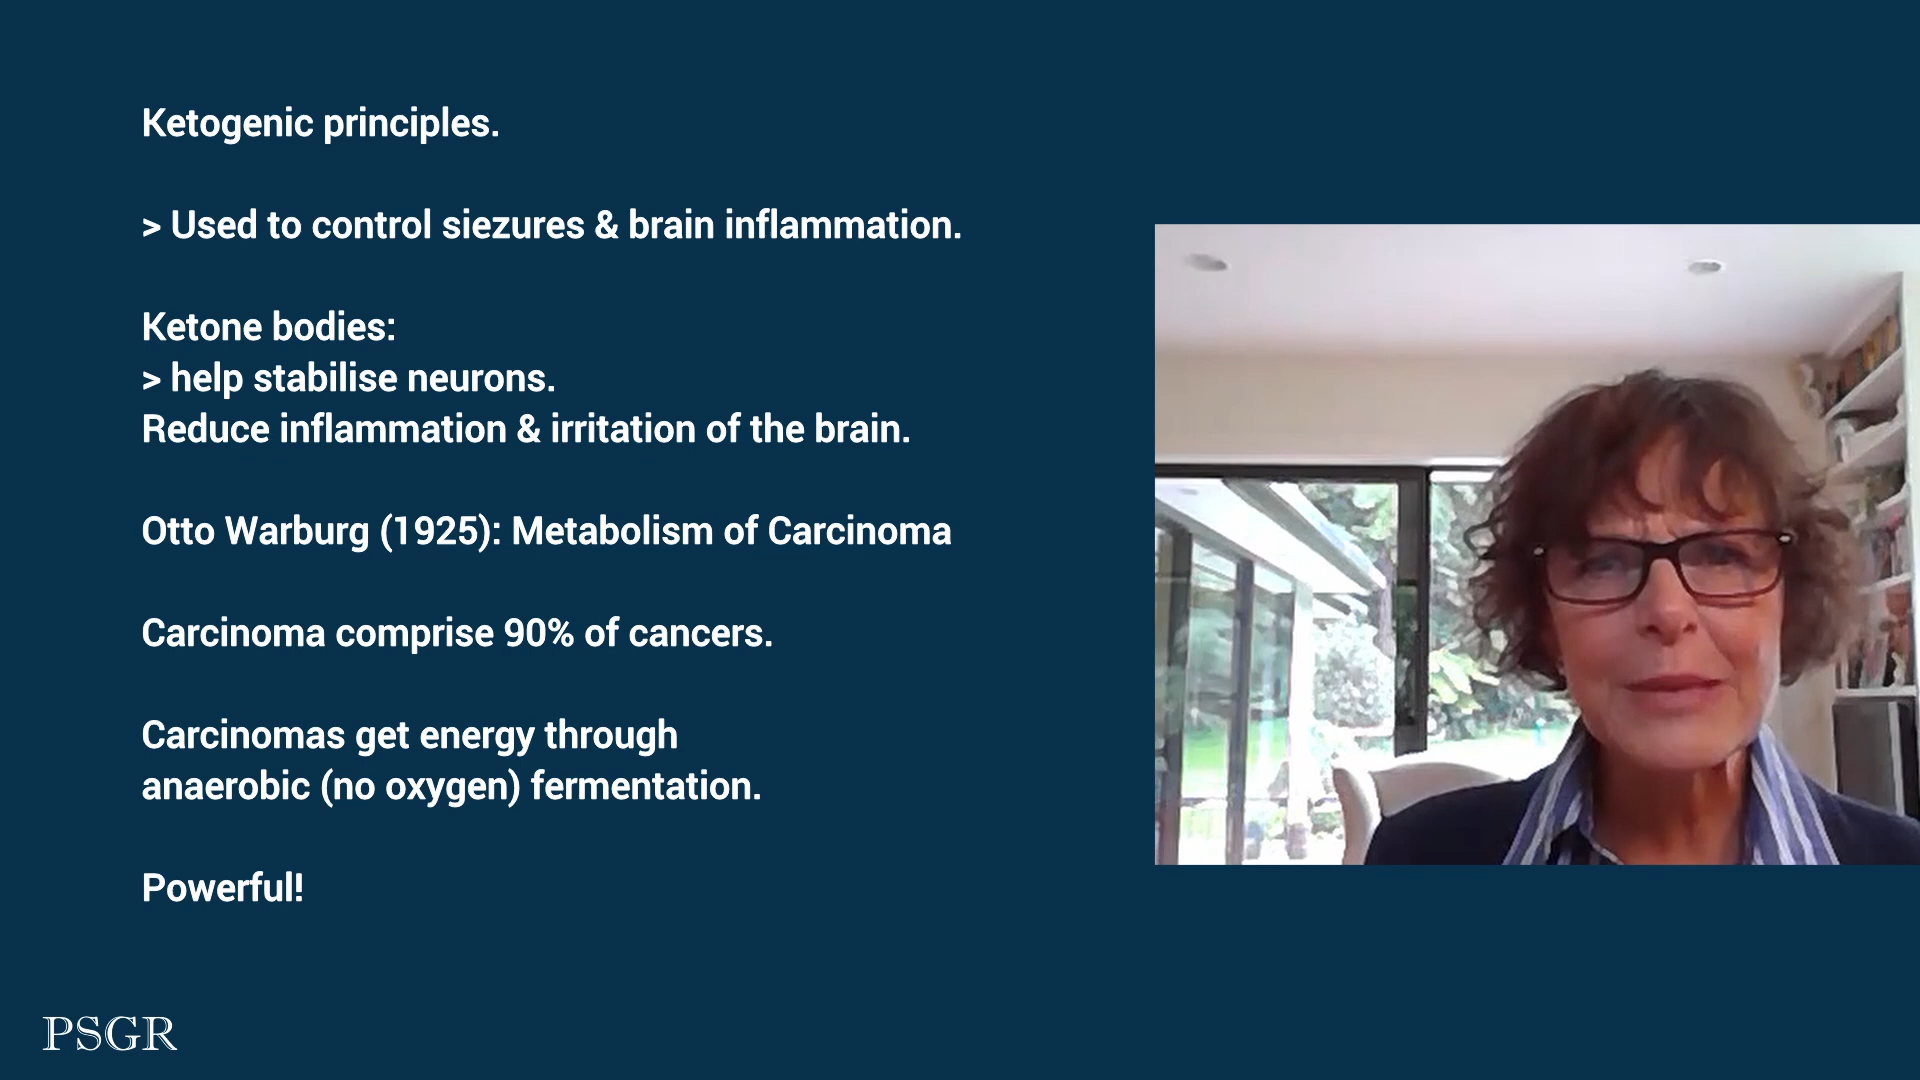 Ketogenic principles.
> Used to control siezures & brain inflammation.
Ketone bodies:
> help stabilise neurons.
Reduce inflammation & irritation of the brain.
Otto Warburg (1925): Metabolism of Carcinoma
Carcinoma comprise 90% of cancers.
Carcinomas get energy through
anaerobic (no oxygen) fermentation.
Powerful!
PSGR